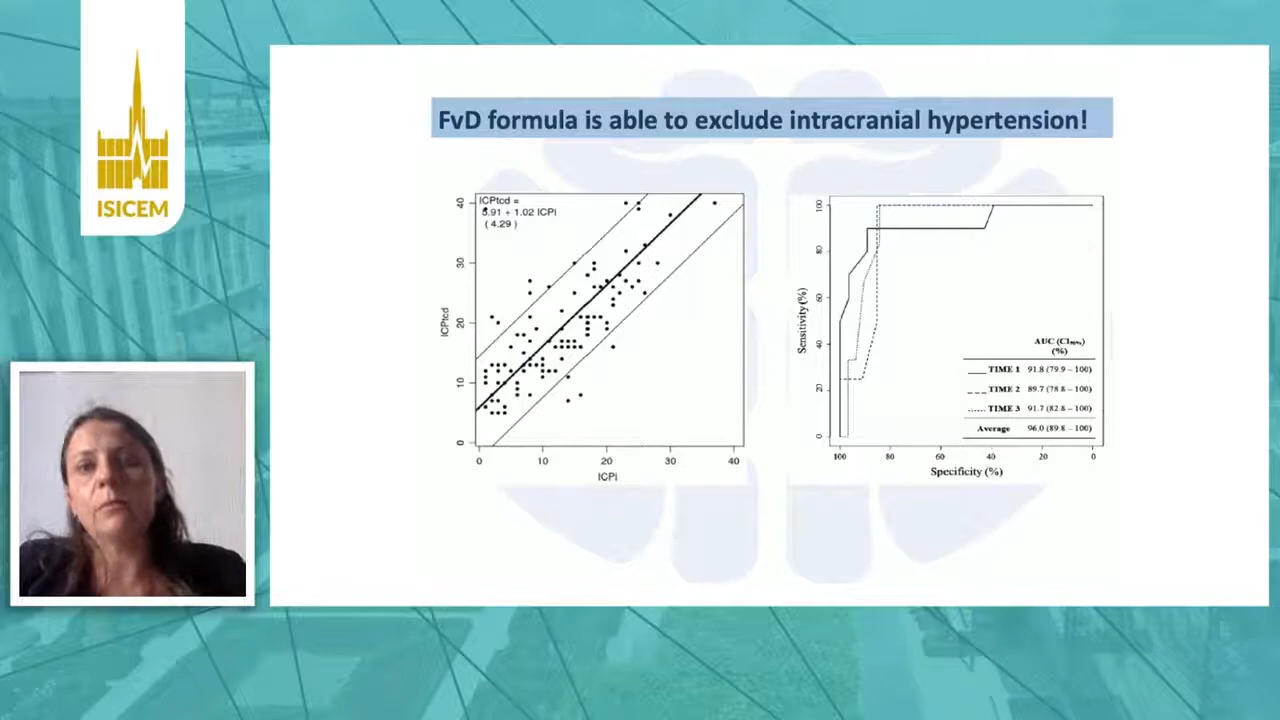 ISICEM
FvD formula is able to exclude intracranial hypertension!
ICPtcd =
5.91 + 1.02 ICPi
( 4.29 )
40
30
20
10
0
ICPtcd
0 10 20 30 40
ICPi
100
80
60
40
20
0
Sensitivity (%)
AUC (CI95%)
(%)
TIME 1 91.8 (79.9 – 100)
TIME 2 89.7 (78.8 – 100)
TIME 3 91.7 (82.8 – 100)
Average 96.0 (89.8 – 100)
100 80 60 40 20 0
Specificity (%)